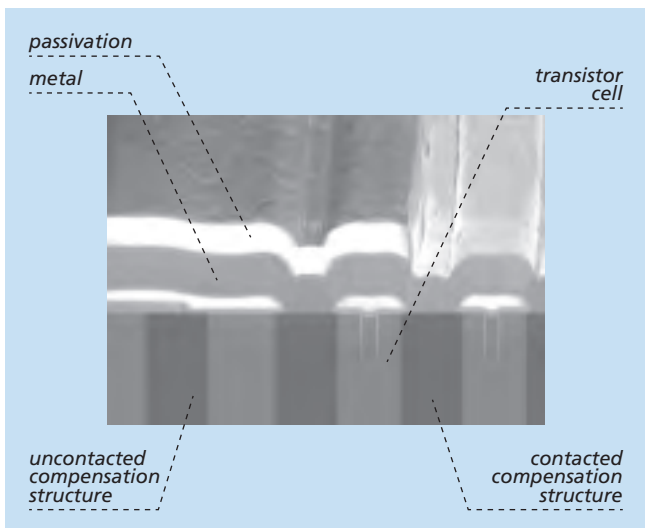 passivation
metal
transistor
cell
uncontacted
compensation
structure
contacted
compensation
structure